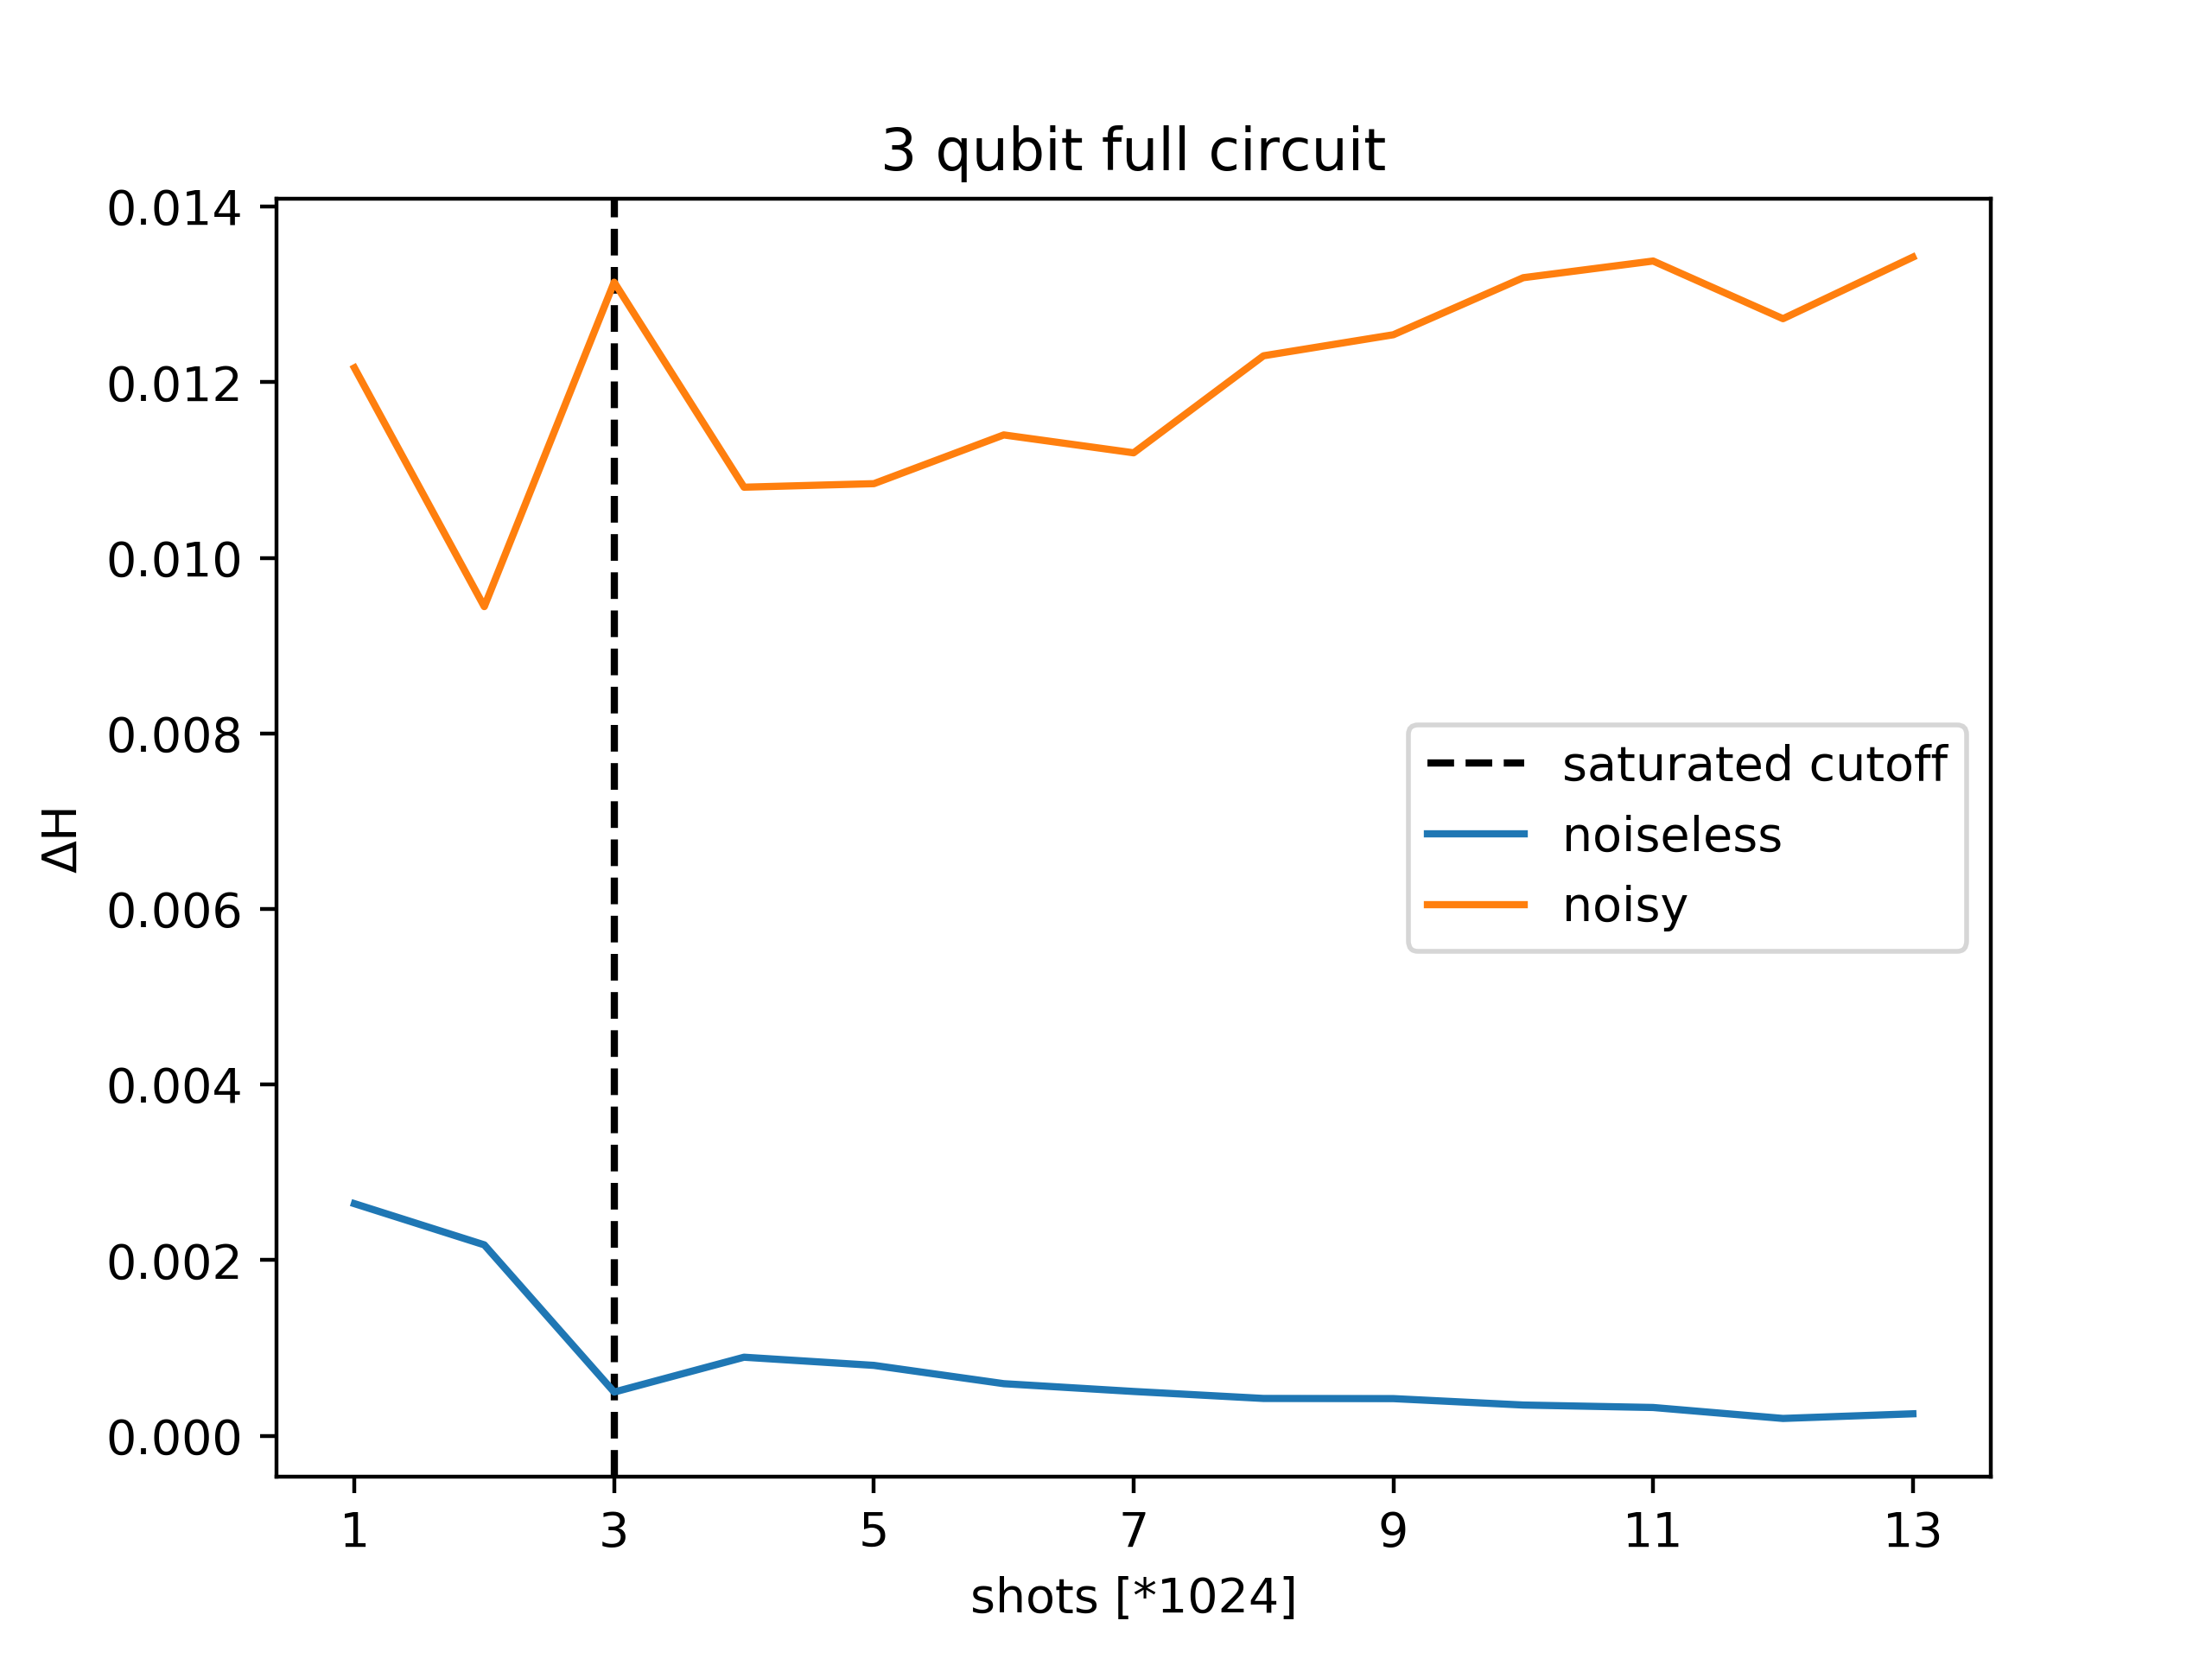 3 qubit full circuit
0.014
0.012
0.010
0.008
0.006
0.004
0.002
0.000
ΔH
saturated cutoff
noiseless
noisy
1 3 5 7 9 11 13
shots [*1024]